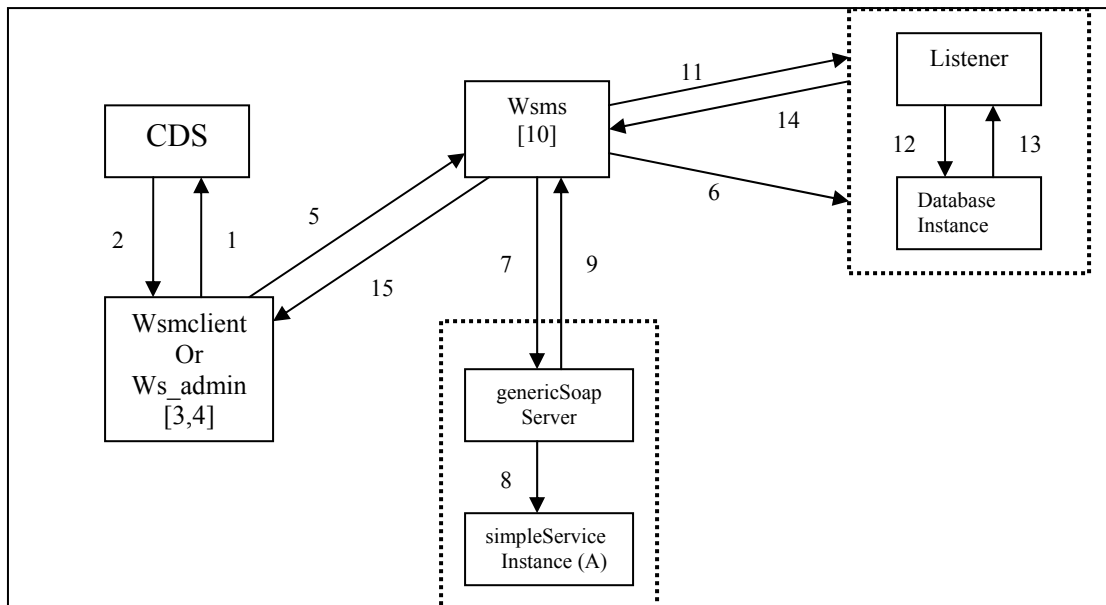 Listener
11
Wsms
[10]
14
CDS
12
13
6
Database
Instance
5
2
1
7
9
15
Wsmclient
Or
Ws_admin
[3,4]
genericSoap
Server
8
simpleService
Instance (A)